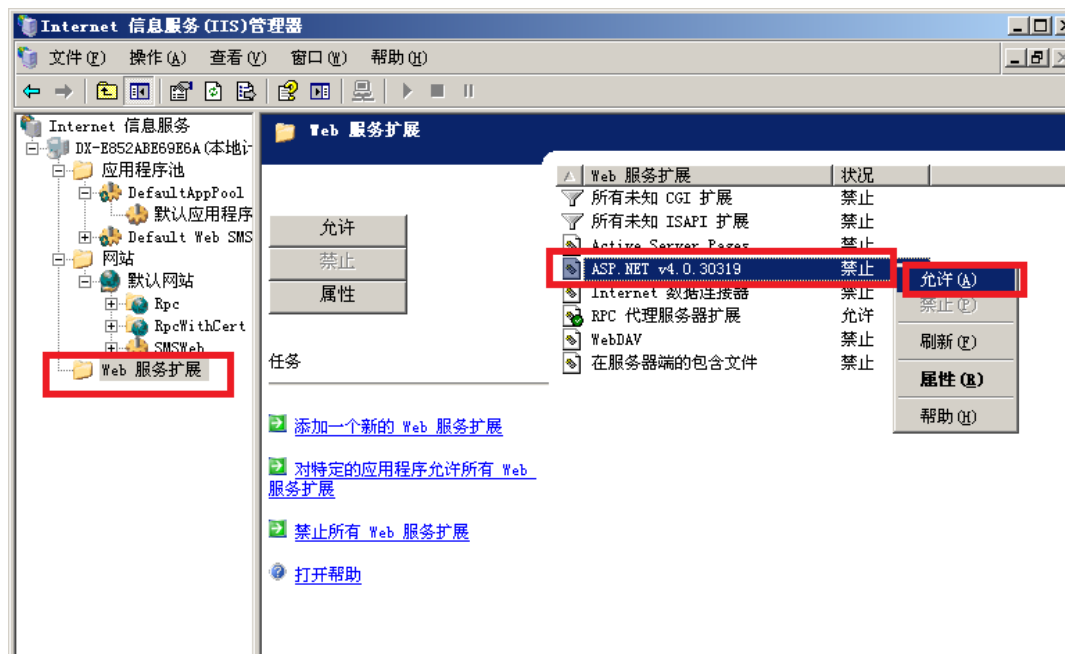 Internet 信息服务(IIS)管理器
文件(F) 操作(A) 查看(V) 窗口(W) 帮助(H)
Internet 信息服务
DX-E852ABE69E6A(本地计
应用程序池
DefaultAppPool
默认应用程序
Default Web SMS
网站
默认网站
Rpc
RpcWithCert
SMSWeb
Web 服务扩展
Web 服务扩展
允许
禁止
属性
任务
添加一个新的 Web 服务扩展
对特定的应用程序允许所有 Web
服务扩展
禁止所有 Web 服务扩展
打开帮助
Web 服务扩展 状况
所有未知 CGI 扩展 禁止
所有未知 ISAPI 扩展 禁止
Active Server Pages 禁止
ASP.NET v4.0.30319 禁止
Internet 数据连接器 禁止
RPC 代理服务器扩展 允许
WebDAV 禁止
在服务器端的包含文件 禁止
允许(A)
禁止(P)
刷新(F)
属性(R)
帮助(H)